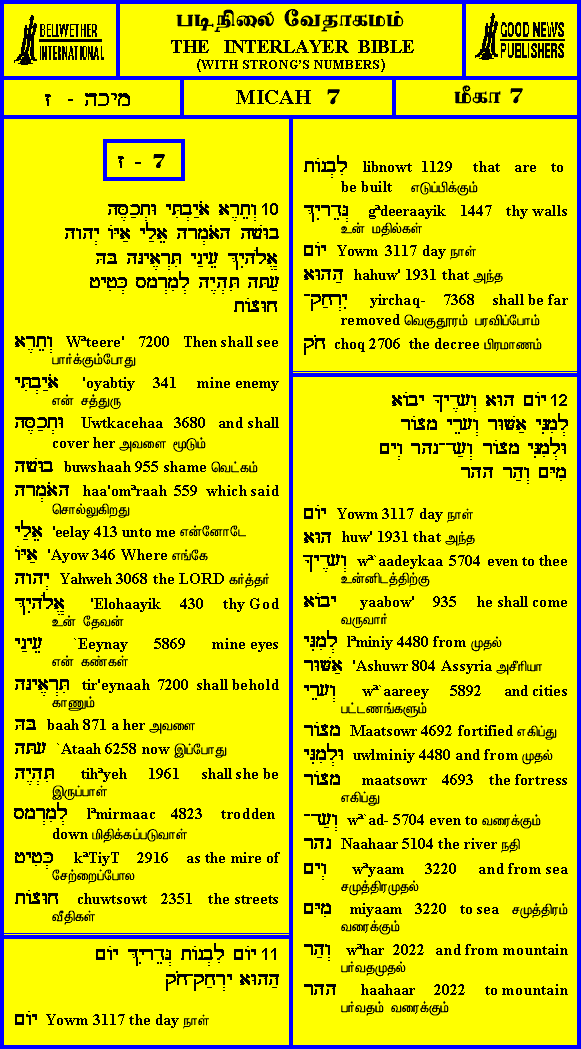 BELLWETHER
INTERNATIONAL
படிநிலை வேதாகமம்
THE INTERLAYER BIBLE
(WITH STRONG'S NUMBERS)
GOOD NEWS
PUBLISHERS
מיכה - ז
MICAH 7
மீகா 7
ז - 7
10 וְתֵרֶא אֹיַבְתִּי וּתְכַסֶּהָ
בוּשָׁה הָאֹמְרָה אֵלַי אַיּוֹ יְהוָה
אֱלֹהָיִךְ עֵינַי תִּרְאֶינָּה בָּהּ
עַתָּה תִּהְיֶה לְמִרְמָס כְּטִיט
חוּצוֹת
וְתֵרֶא Wªteere' 7200 Then shall see
பார்க்கும்போது
אֹיַבְתִּי 'oyabtiy 341 mine enemy
என் சத்துரு
וּתְכַסֶּהָ Uwtkacehaa 3680 and shall
cover her அவளை மூடும்
בוּשָׁה buwshaah 955 shame வெட்கம்
הָאֹמְרָה haa'omªraah 559 which said
சொல்லுகிறது
אֵלַי 'eelay 413 unto me என்னோடே
אַיּוֹ 'Ayow 346 Where எங்கே
יְהוָה Yahweh 3068 the LORD கர்த்தர்
אֱלֹהָיִךְ 'Elohaayik 430 thy God
உன் தேவன்
עֵינַי `Eeynay 5869 mine eyes
என் கண்கள்
תִּרְאֶינָּה tir'eynaah 7200 shall behold
காணும்
בָּהּ baah 871 a her அவளை
עַתָּה `Ataah 6258 now இப்போது
תִּהְיֶה tihªyeh 1961 shall she be
இருப்பாள்
לְמִרְמָס lªmirmac 4823 trodden
down மிதிக்கப்படுவாள்
כְּטִיט kªTiyT 2916 as the mire of
சேற்றைப்போல
חוּצוֹת chuwtsowt 2351 the streets
வீதிகள்
11 יוֹם לִבְנוֹת גְּדֵרָיִךְ יוֹם
הַהוּא יִרְחַק־חֹק
יוֹם Yowm 3117 the day நாள்
לִבְנוֹת libnowt 1129 that are to
be built எடுப்பிக்கும்
גְּדֵרָיִךְ gªdeeraayik 1447 thy walls
உன் மதில்கள்
יוֹם Yowm 3117 day நாள்
הַהוּא hahuw' 1931 that அந்த
יִרְחַק־ yirchaq- 7368 shall be far
removed வெகுதூரம் பரவிப்போம்
חֹק choq 2706 the decree பிரமாணம்
12 יוֹם הוּא וְעָדֶיךָ יָבוֹא
לְמִנִּי אַשּׁוּר וְעָרֵי מָצוֹר
וּלְמִנִּי מָצוֹר וְעַד־נָהָר וְיָם
מִיָּם וְהַר הָהָר
יוֹם Yowm 3117 day நாள்
הוּא huw' 1931 that அந்த
וְעָדֶיךָ wª`aadeykaa 5704 even to thee
உன்னிடத்திற்கு
יָבוֹא yaabow' 935 he shall come
வருவார்
לְמִנִּי lªminiy 4480 from முதல்
אַשּׁוּר 'Ashuwr 804 Assyria அசீரியா
וְעָרֵי wª`aareey 5892 and cities
பட்டணங்களும்
מָצוֹר Maatsowr 4692 fortified எகிப்து
וּלְמִנִּי uwlminiy 4480 and from முதல்
מָצוֹר maatsowr 4693 the fortress
எகிப்து
וְעַד־ wª`ad- 5704 even to வரைக்கும்
נָהָר Naahaar 5104 the river நதி
וְיָם wªyaam 3220 and from sea
சமுத்திரமுதல்
מִיָּם miyaam 3220 to sea சமுத்திரம்
வரைக்கும்
וְהַר wªhar 2022 and from mountain
பர்வதமுதல்
הָהָר haahaar 2022 to mountain
பர்வதம் வரைக்கும்